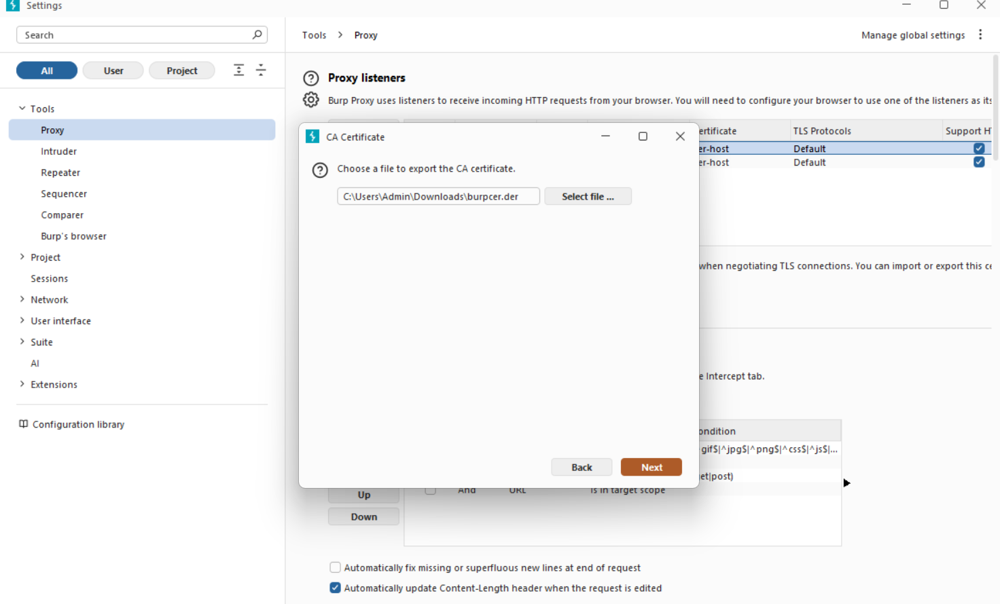 Settings
Search
All User Project
Tools
Proxy
Intruder
Repeater
Sequencer
Comparer
Burp's browser
Project
Sessions
Network
User interface
Suite
AI
Extensions
Configuration library
Tools > Proxy
Manage global settings
Proxy listeners
Burp Proxy uses listeners to receive incoming HTTP requests from your browser. You will need to configure your browser to use one of the listeners as its
ertificate TLS Protocols Support H
er-host Default
er-host Default
CA Certificate
Choose a file to export the CA certificate.
C:\Users\Admin\Downloads\burpcer.der
Select file ...
Back Next
when negotiating TLS connections. You can import or export this ce
e Intercept tab.
ondition
gif$|^jpg$|^png$|^css$|^js$|...
et|post)
And URL Is in target scope
Up
Down
Automatically fix missing or superfluous new lines at end of request
Automatically update Content-Length header when the request is edited